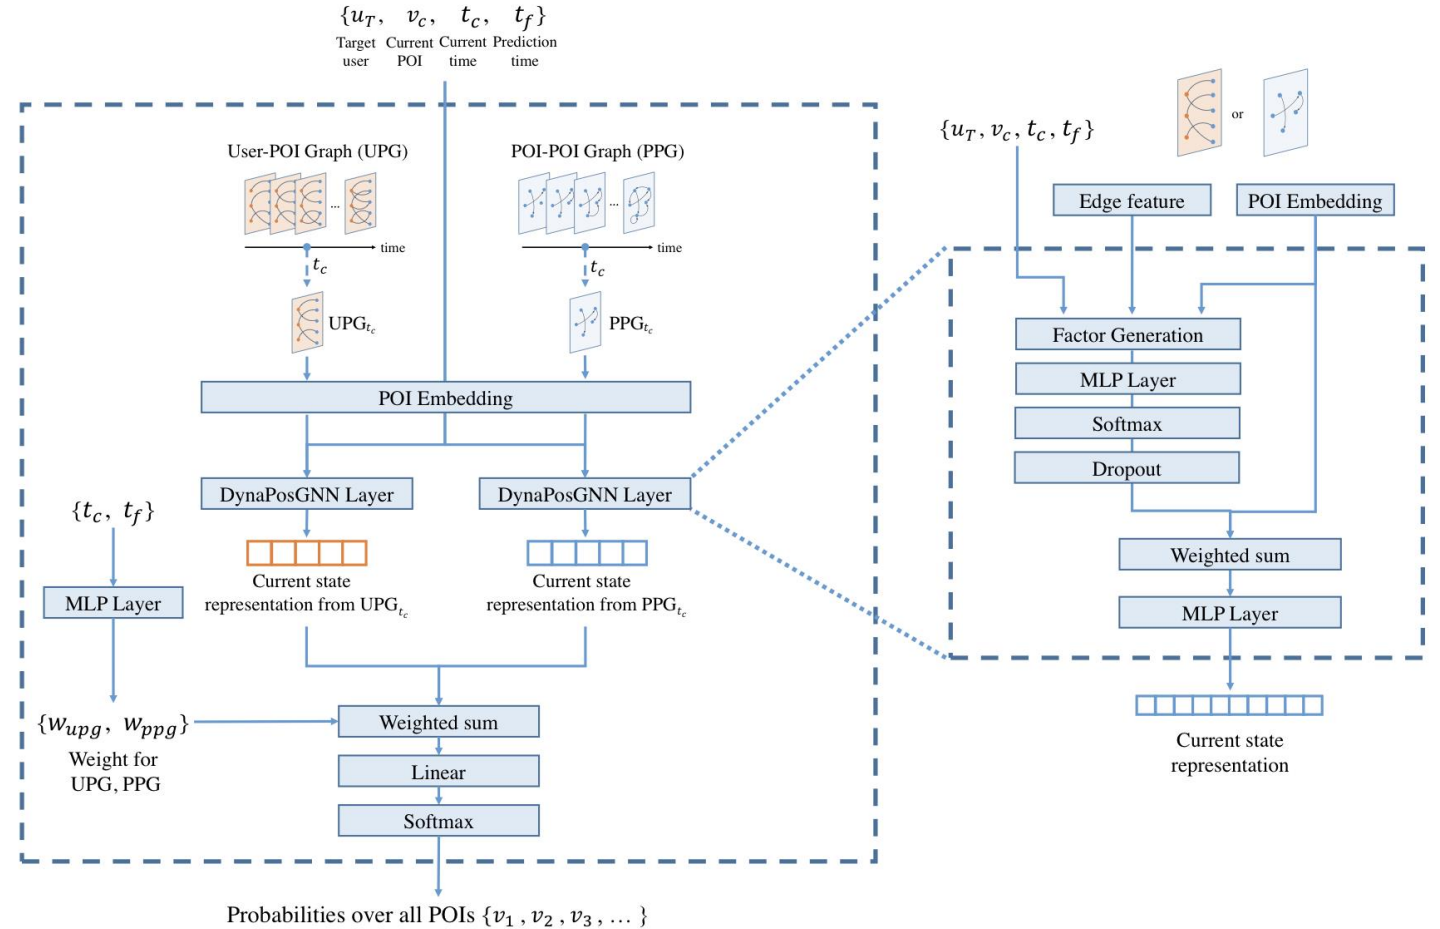 {u_T, v_c, t_c, t_f}
Target Current Current Prediction
user POI time time
User-POI Graph (UPG)
POI-POI Graph (PPG)
...
...
time
time
t_c
t_c
UPG_{t_c}
PPG_{t_c}
POI Embedding
DynaPosGNN Layer
DynaPosGNN Layer
{t_c, t_f}
Current state
representation from UPG_{t_c}
Current state
representation from PPG_{t_c}
MLP Layer
{w_{upg}, w_{ppg}}
Weight for
UPG, PPG
Weighted sum
Linear
Softmax
Probabilities over all POIs {v_1 , v_2 , v_3 , ... }
{u_T, v_c, t_c, t_f}
or
Edge feature
POI Embedding
Factor Generation
MLP Layer
Softmax
Dropout
Weighted sum
MLP Layer
Current state
representation